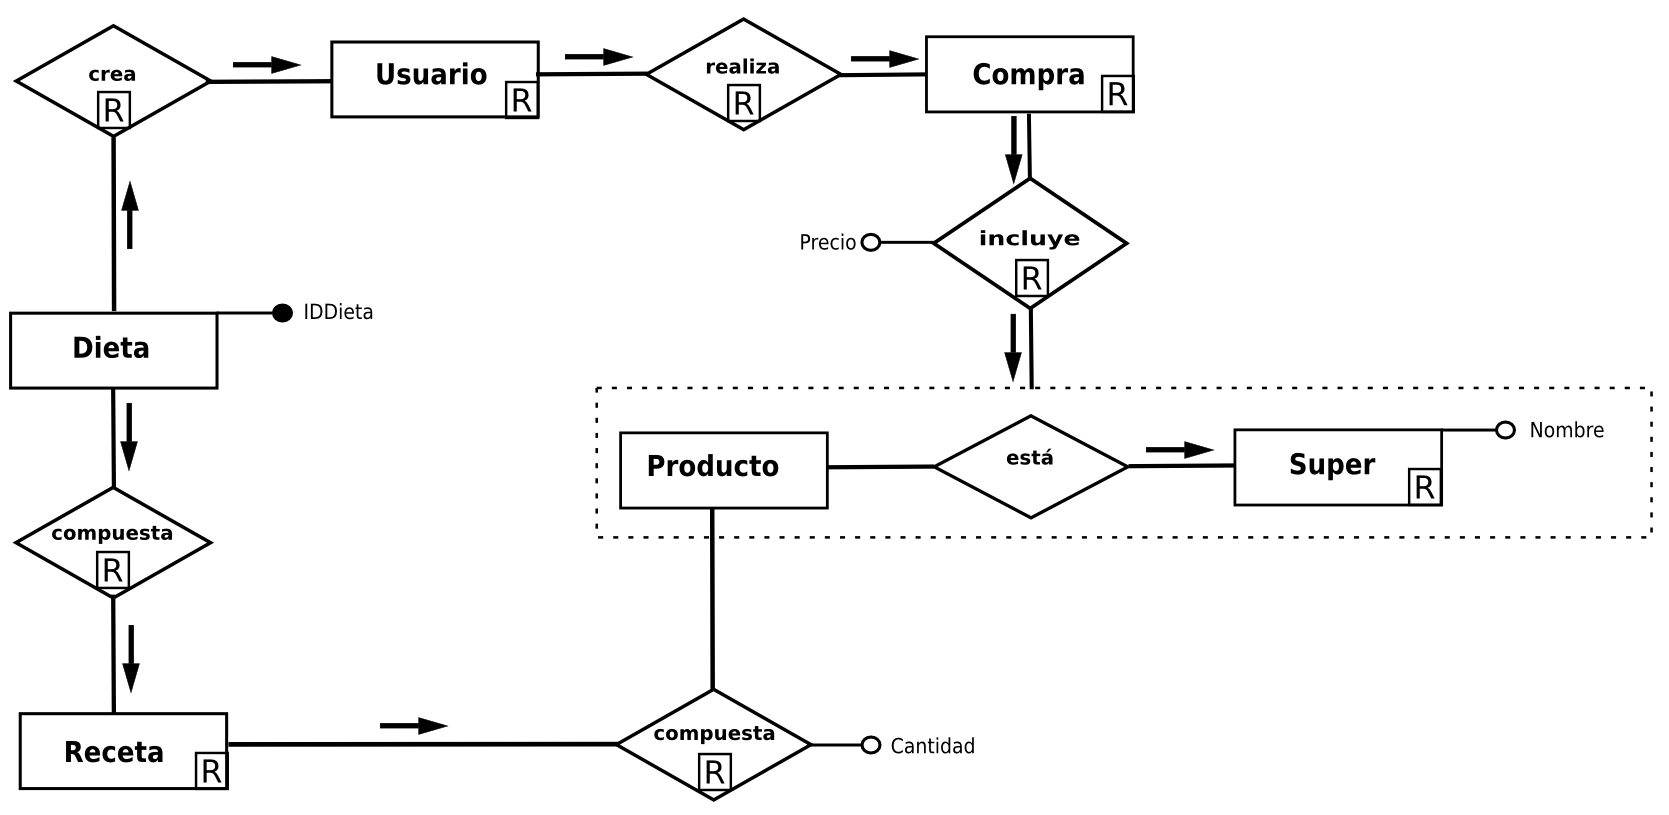 crea
R
Usuario
R
realiza
R
Compra
R
Precio
incluye
R
IDDieta
Dieta
Producto
está
Super
R
Nombre
compuesta
R
Receta
R
compuesta
R
Cantidad